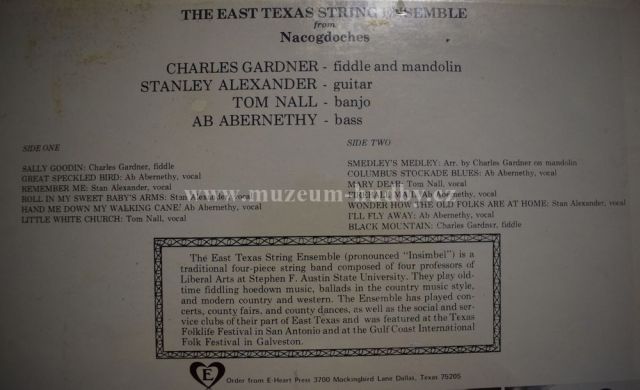 THE EAST TEXAS STRING ENSEMBLE
from
Nacogdoches
CHARLES GARDNER - fiddle and mandolin
STANLEY ALEXANDER - guitar
TOM NALL - banjo
AB ABERNETHY - bass
SIDE ONE
SALLY GOODIN: Charles Gardner, fiddle
GREAT SPECKLED BIRD: Ab Abernethy, vocal
REMEMBER ME: Stan Alexander, vocal
ROLL IN MY SWEET BABY'S ARMS: Stan Alexander, vocal
HAND ME DOWN MY WALKING CANE: Ab Abernethy, vocal
LITTLE WHITE CHURCH: Tom Nall, vocal
SIDE TWO
SMEDLEY'S MEDLEY: Arr. by Charles Gardner on mandolin
COLUMBUS STOCKADE BLUES: Ab Abernethy, vocal
MARY DEAR: Tom Nall, vocal
FIREBALL MAIL: Ab Abernethy, vocal
WONDER HOW THE OLD FOLKS ARE AT HOME: Stan Alexander, vocal
I'LL FLY AWAY: Ab Abernethy, vocal
BLACK MOUNTAIN: Charles Gardner, fiddle
www.muzeum-hudby.cz
The East Texas String Ensemble (pronounced "Insimbel") is a
traditional four-piece string band composed of four professors of
Liberal Arts at Stephen F. Austin State University. They play old-
time fiddling hoedown music, ballads in the country music style,
and modern country and western. The Ensemble has played con-
certs, county fairs, and county dances, as well as the social and ser-
vice clubs of their part of East Texas and was featured at the Texas
Folklife Festival in San Antonio and at the Gulf Coast International
Folk Festival in Galveston.
E
Order from E-Heart Press 3700 Mockingbird Lane Dallas, Texas 75205